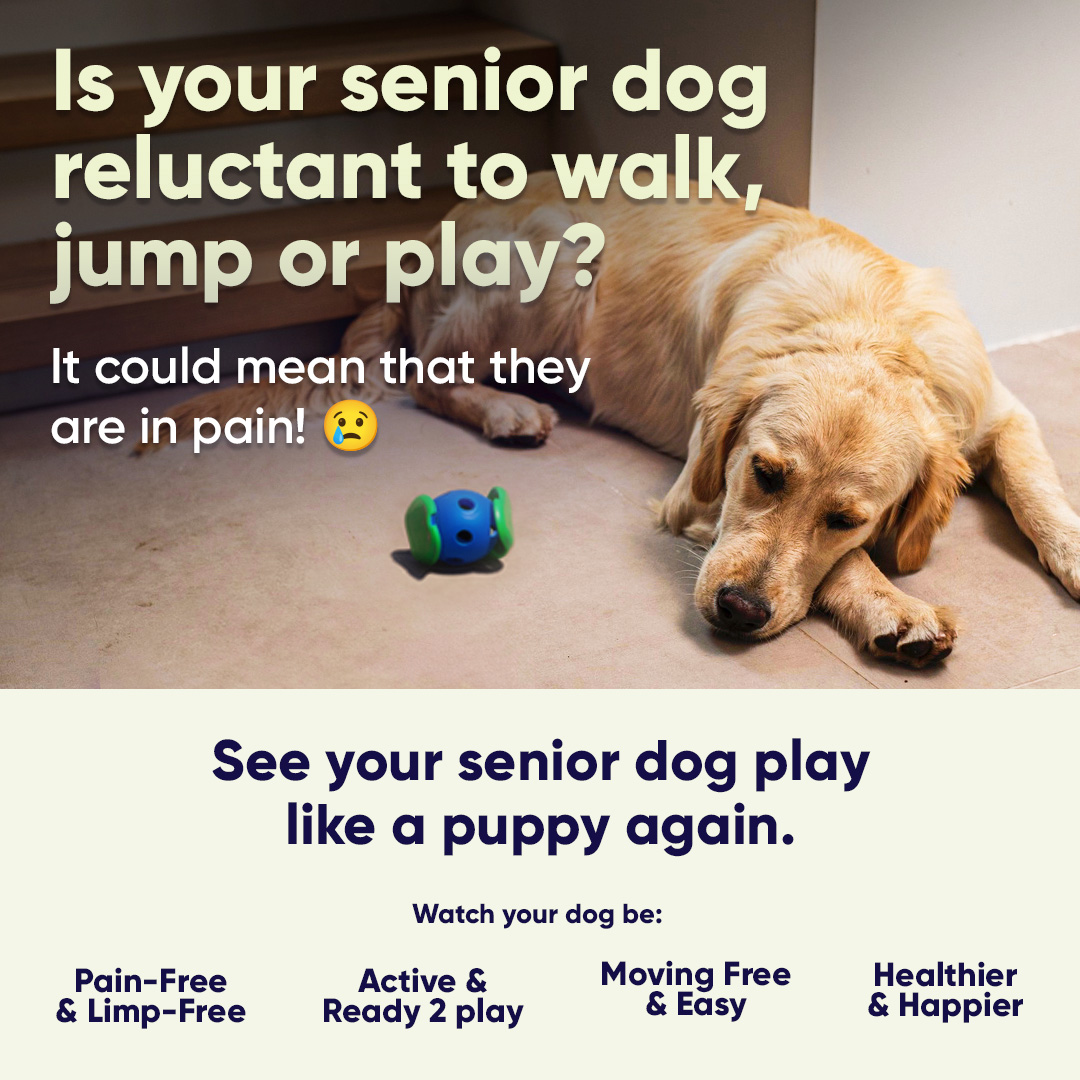 Is your senior dog
reluctant to walk,
jump or play?
It could mean that they
are in pain! 😢
See your senior dog play
like a puppy again.
Watch your dog be:
Pain-Free
& Limp-Free
Active &
Ready 2 play
Moving Free
& Easy
Healthier
& Happier